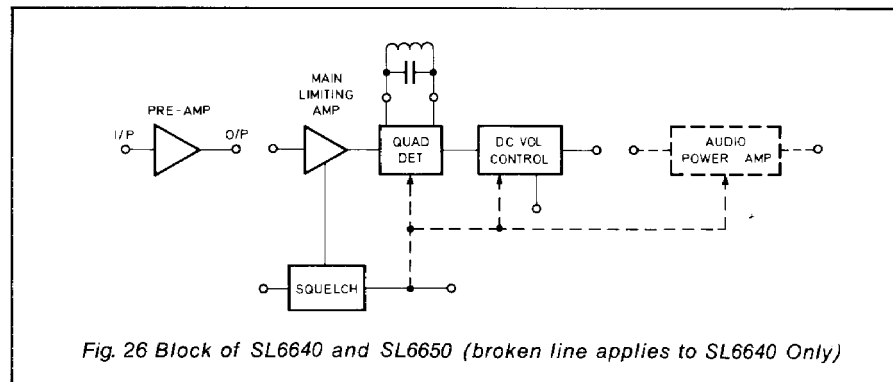 PRE-AMP
I/P
O/P
MAIN
LIMITING
AMP
QUAD
DET
DC VOL
CONTROL
AUDIO
POWER AMP
SQUELCH
Fig. 26 Block of SL6640 and SL6650 (broken line applies to SL6640 Only)